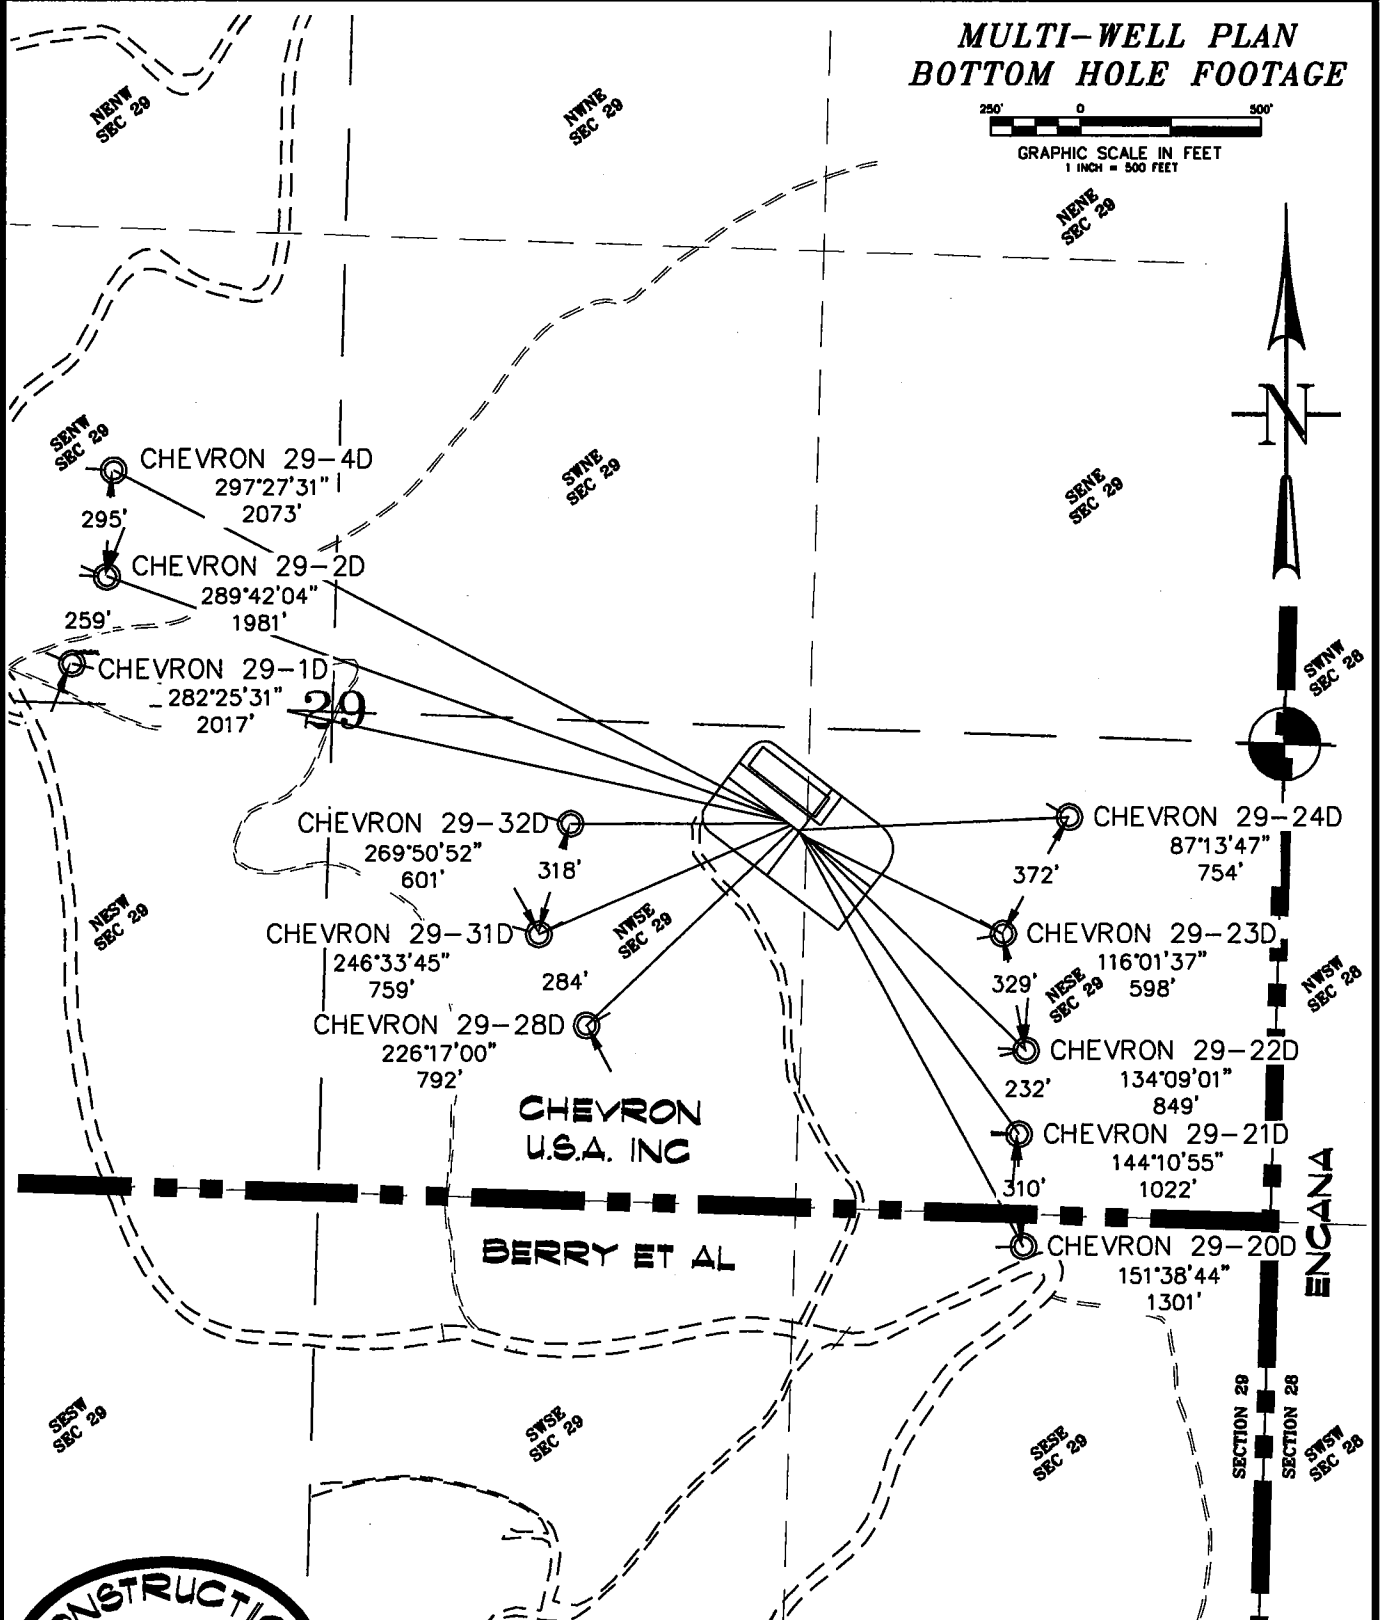 MULTI-WELL PLAN
BOTTOM HOLE FOOTAGE
250' 0 500'
GRAPHIC SCALE IN FEET
1 INCH = 500 FEET
NENW
SEC 29
NWNE
SEC 29
NENE
SEC 29
N
SENW
SEC 29
SWNE
SEC 29
SENE
SEC 29
CHEVRON 29-4D
297°27'31"
2073'
295'
CHEVRON 29-2D
289°42'04"
1981'
259'
CHEVRON 29-1D
282°25'31"
2017'
29
SWNW
SEC 28
CHEVRON 29-32D
269°50'52"
601'
318'
CHEVRON 29-24D
87°13'47"
754'
372'
NESW
SEC 29
CHEVRON 29-31D
246°33'45"
759'
284'
NWSE
SEC 29
CHEVRON 29-23D
116°01'37"
598'
329'
NESE
SEC 29
NWSW
SEC 28
CHEVRON 29-28D
226°17'00"
792'
CHEVRON 29-22D
134°09'01"
849'
232'
CHEVRON
U.S.A. INC
CHEVRON 29-21D
144°10'55"
1022'
310'
ENCANA
BERRY ET AL
CHEVRON 29-20D
151°38'44"
1301'
SESW
SEC 29
SWSE
SEC 29
SESE
SEC 29
SECTION 29
SECTION 28
SWSW
SEC 28
ONSTRUCTIO